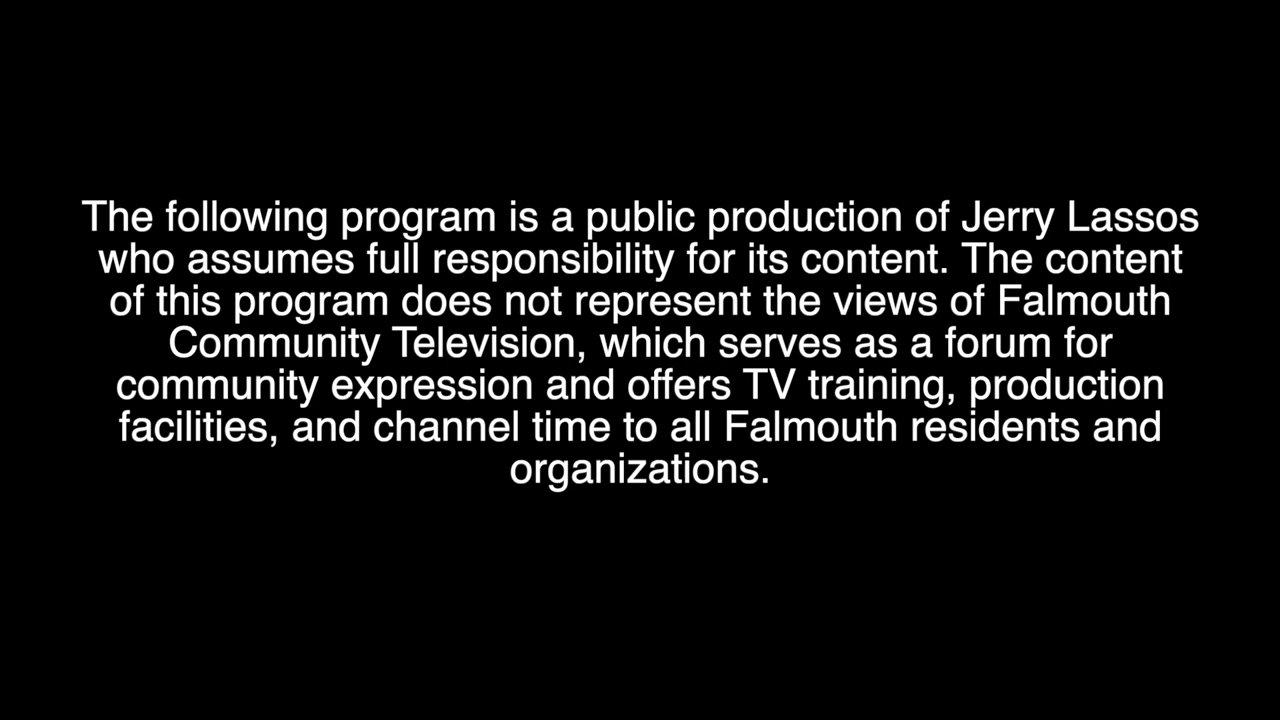 The following program is a public production of Jerry Lassos
who assumes full responsibility for its content. The content
of this program does not represent the views of Falmouth
Community Television, which serves as a forum for
community expression and offers TV training, production
facilities, and channel time to all Falmouth residents and
organizations.